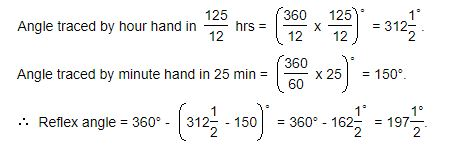 Angle traced by hour hand in 125/12 hrs = (360/12 x 125/12)° = 312 1/2°.
Angle traced by minute hand in 25 min = (360/60 x 25)° = 150°.
∴ Reflex angle = 360° - (312 1/2 - 150)° = 360° - 162 1/2° = 197 1/2°.